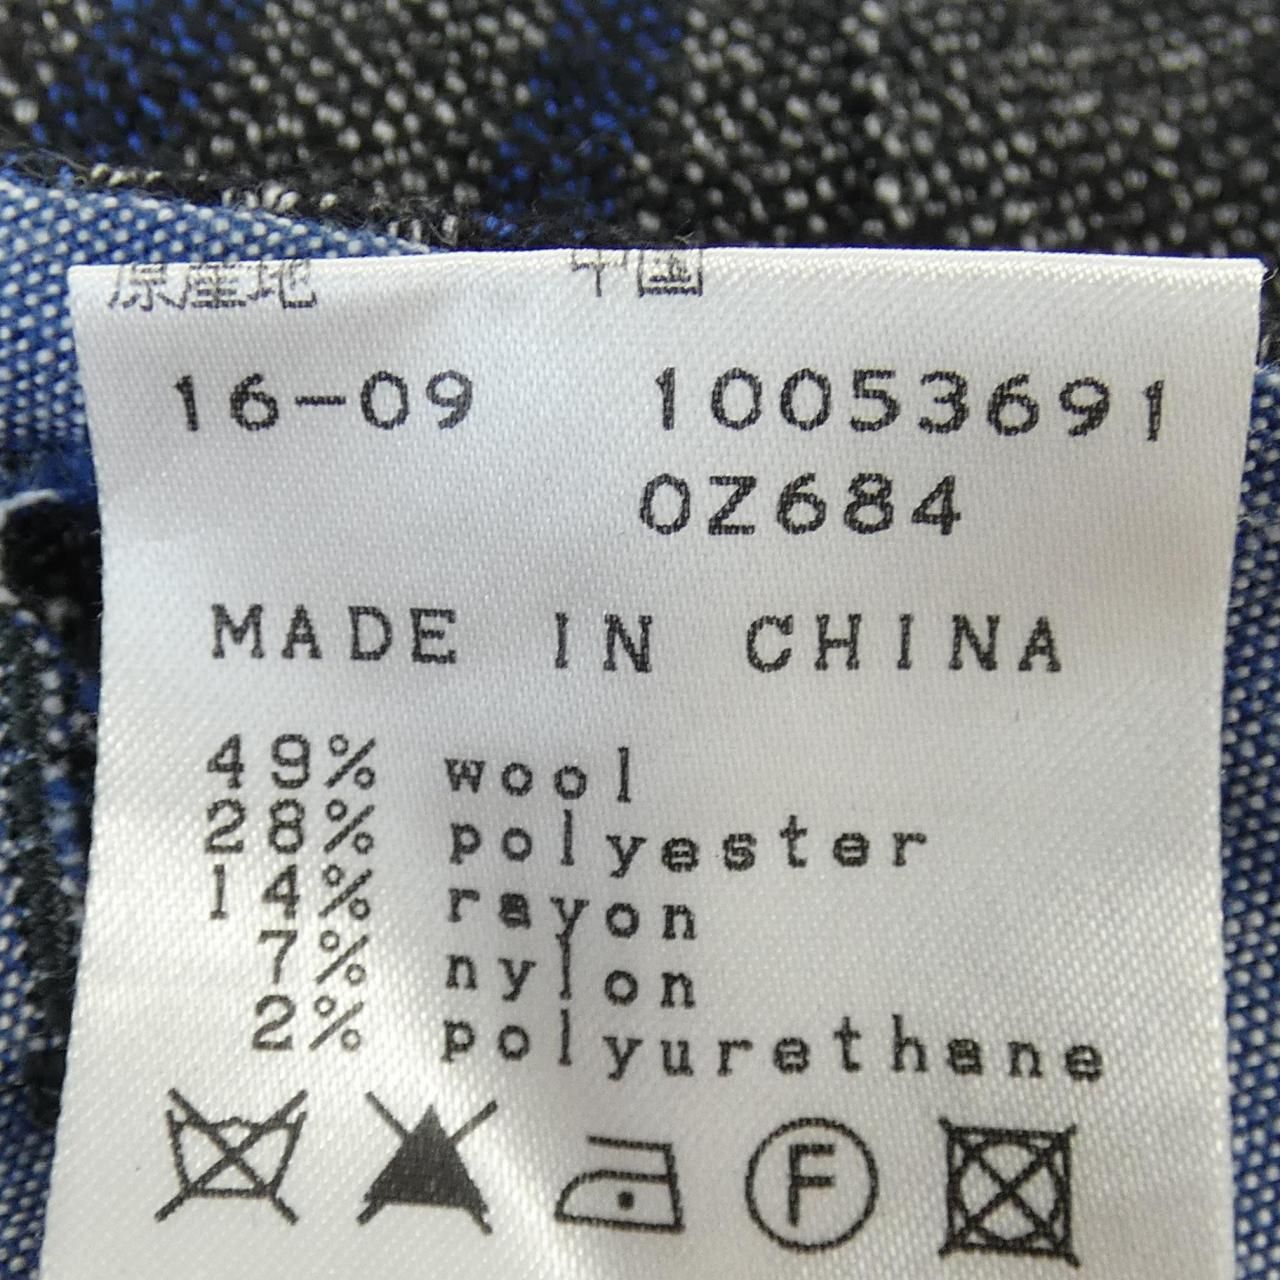 原産地 中国
16-09 10053691
0Z684
MADE IN CHINA
49% wool
28% polyester
14% rayon
7% nylon
2% polyurethane
F